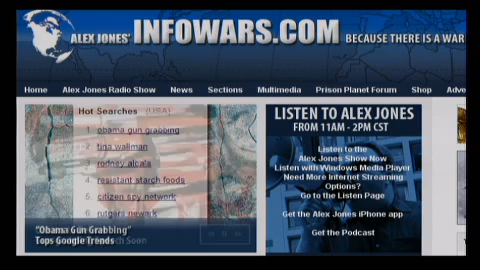 ALEX JONES' INFOWARS.COM BECAUSE THERE IS A WAR
Home Alex Jones Radio Show News Sections Multimedia Prison Planet Forum Shop Adve
Hot Searches (USA)
1. obama gun grabbing
2. tina wallman
3. rodney alcala
4. resistant starch foods
5. citizen spy network
6. rutgers newark
"Obama Gun Grabbing"
Tops Google Trends
LISTEN TO ALEX JONES
FROM 11AM - 2PM CST
Listen to the
Alex Jones Show Now
Listen with Windows Media Player
Need More Internet Streaming
Options?
Go to the Listen Page
Get the Alex Jones iPhone app
Get the Podcast